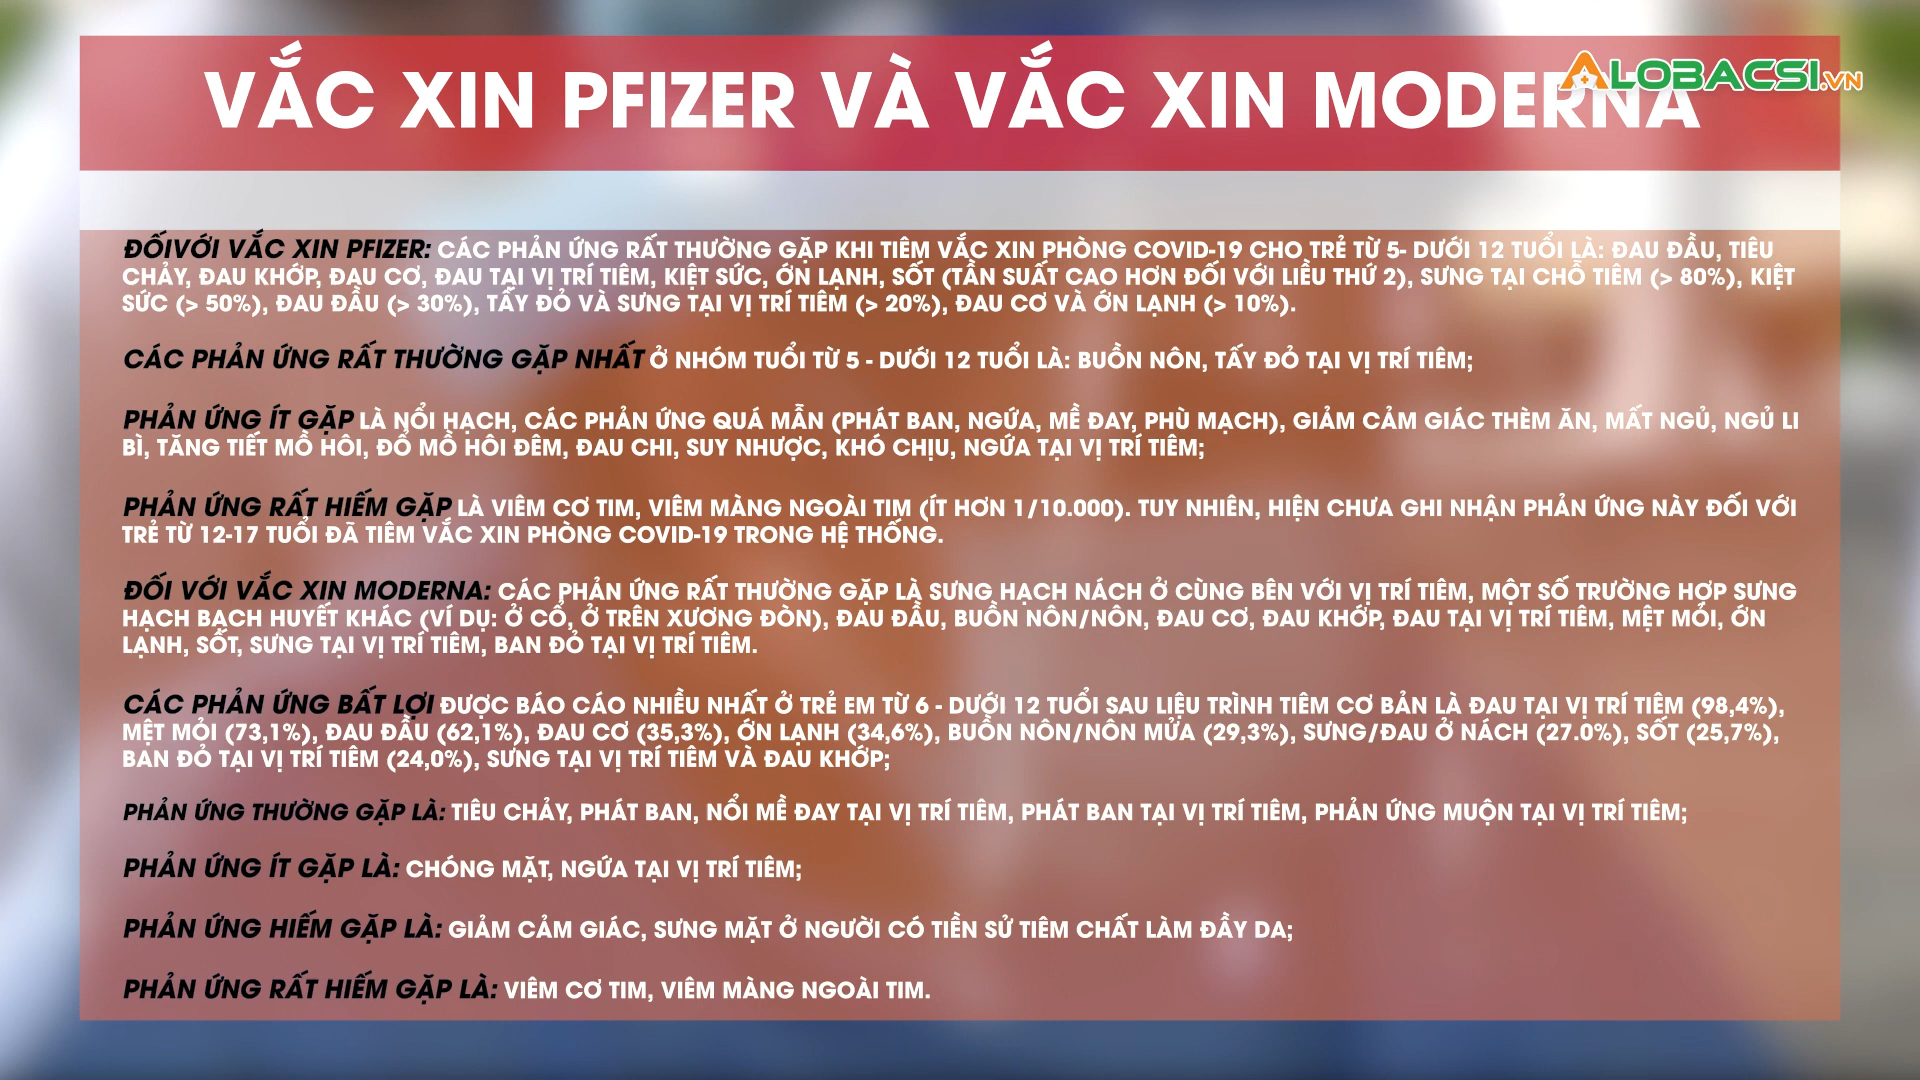 VẮC XIN PFIZER VÀ VẮC XIN MODERNA
ALOBACSI.VN
ĐỐIVỚI VẮC XIN PFIZER: CÁC PHẢN ỨNG RẤT THƯỜNG GẶP KHI TIÊM VẮC XIN PHÒNG COVID-19 CHO TRẺ TỪ 5- DƯỚI 12 TUỔI LÀ: ĐAU ĐẦU, TIÊU
CHẢY, ĐAU KHỚP, ĐAU CƠ, ĐAU TẠI VỊ TRÍ TIÊM, KIỆT SỨC, ỚN LẠNH, SỐT (TẦN SUẤT CAO HƠN ĐỐI VỚI LIỀU THỨ 2), SƯNG TẠI CHỖ TIÊM (> 80%), KIỆT
SỨC (> 50%), ĐAU ĐẦU (> 30%), TẤY ĐỎ VÀ SƯNG TẠI VỊ TRÍ TIÊM (> 20%), ĐAU CƠ VÀ ỚN LẠNH (> 10%).
CÁC PHẢN ỨNG RẤT THƯỜNG GẶP NHẤT Ở NHÓM TUỔI TỪ 5 - DƯỚI 12 TUỔI LÀ: BUỒN NÔN, TẤY ĐỎ TẠI VỊ TRÍ TIÊM;
PHẢN ỨNG ÍT GẶP LÀ NỔI HẠCH, CÁC PHẢN ỨNG QUÁ MẪN (PHÁT BAN, NGỨA, MỀ ĐAY, PHÙ MẠCH), GIẢM CẢM GIÁC THÈM ĂN, MẤT NGỦ, NGỦ LI
BÌ, TĂNG TIẾT MỒ HÔI, ĐỔ MỒ HÔI ĐÊM, ĐAU CHI, SUY NHƯỢC, KHÓ CHỊU, NGỨA TẠI VỊ TRÍ TIÊM;
PHẢN ỨNG RẤT HIẾM GẶP LÀ VIÊM CƠ TIM, VIÊM MÀNG NGOÀI TIM (ÍT HƠN 1/10.000). TUY NHIÊN, HIỆN CHƯA GHI NHẬN PHẢN ỨNG NÀY ĐỐI VỚI
TRẺ TỪ 12-17 TUỔI ĐÃ TIÊM VẮC XIN PHÒNG COVID-19 TRONG HỆ THỐNG.
ĐỐI VỚI VẮC XIN MODERNA: CÁC PHẢN ỨNG RẤT THƯỜNG GẶP LÀ SƯNG HẠCH NÁCH Ở CÙNG BÊN VỚI VỊ TRÍ TIÊM, MỘT SỐ TRƯỜNG HỢP SƯNG
HẠCH BẠCH HUYẾT KHÁC (VÍ DỤ: Ở CỔ, Ở TRÊN XƯƠNG ĐÒN), ĐAU ĐẦU, BUỒN NÔN/NÔN, ĐAU CƠ, ĐAU KHỚP, ĐAU TẠI VỊ TRÍ TIÊM, MỆT MỎI, ỚN
LẠNH, SỐT, SƯNG TẠI VỊ TRÍ TIÊM, BAN ĐỎ TẠI VỊ TRÍ TIÊM.
CÁC PHẢN ỨNG BẤT LỢI ĐƯỢC BÁO CÁO NHIỀU NHẤT Ở TRẺ EM TỪ 6 - DƯỚI 12 TUỔI SAU LIỆU TRÌNH TIÊM CƠ BẢN LÀ ĐAU TẠI VỊ TRÍ TIÊM (98,4%),
MỆT MỎI (73,1%), ĐAU ĐẦU (62,1%), ĐAU CƠ (35,3%), ỚN LẠNH (34,6%), BUỒN NÔN/NÔN MỬA (29,3%), SƯNG/ĐAU Ở NÁCH (27.0%), SỐT (25,7%),
BAN ĐỎ TẠI VỊ TRÍ TIÊM (24,0%), SƯNG TẠI VỊ TRÍ TIÊM VÀ ĐAU KHỚP;
PHẢN ỨNG THƯỜNG GẶP LÀ: TIÊU CHẢY, PHÁT BAN, NỔI MỀ ĐAY TẠI VỊ TRÍ TIÊM, PHÁT BAN TẠI VỊ TRÍ TIÊM, PHẢN ỨNG MUỘN TẠI VỊ TRÍ TIÊM;
PHẢN ỨNG ÍT GẶP LÀ: CHÓNG MẶT, NGỨA TẠI VỊ TRÍ TIÊM;
PHẢN ỨNG HIẾM GẶP LÀ: GIẢM CẢM GIÁC, SƯNG MẶT Ở NGƯỜI CÓ TIỀN SỬ TIÊM CHẤT LÀM ĐẦY DA;
PHẢN ỨNG RẤT HIẾM GẶP LÀ: VIÊM CƠ TIM, VIÊM MÀNG NGOÀI TIM.